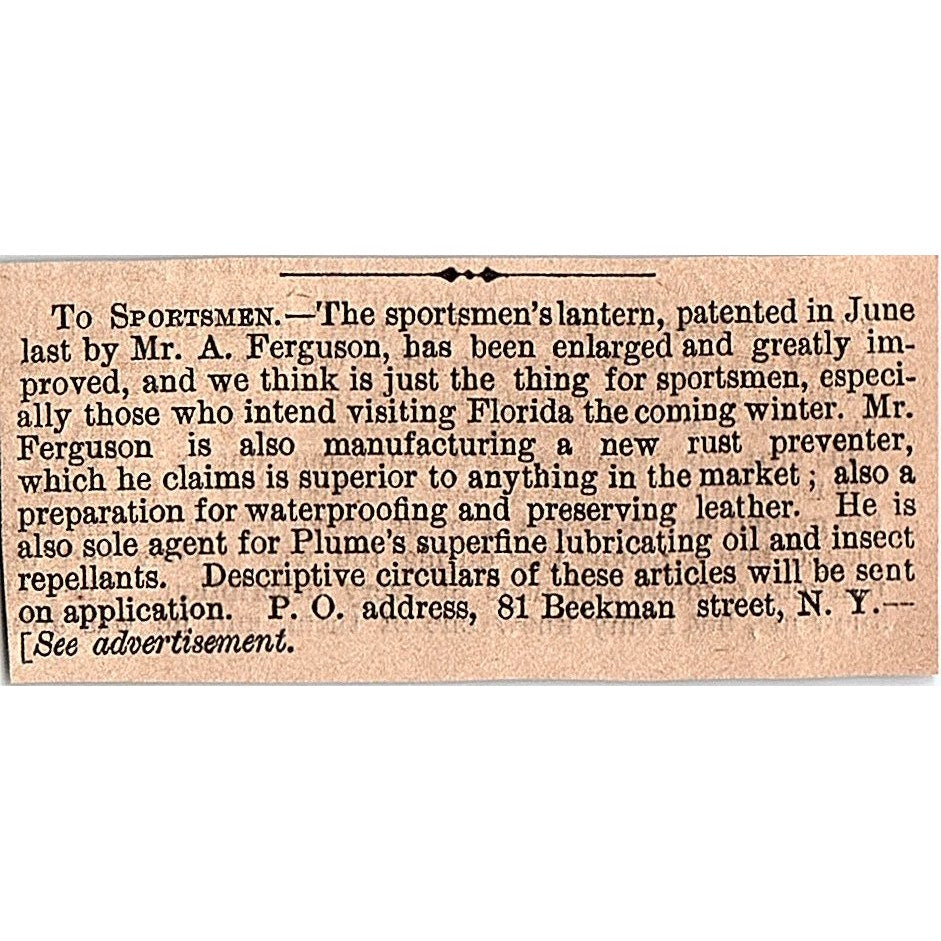 To Sportsmen.—The sportsmen's lantern, patented in June
last by Mr. A. Ferguson, has been enlarged and greatly im-
proved, and we think is just the thing for sportsmen, especi-
ally those who intend visiting Florida the coming winter. Mr.
Ferguson is also manufacturing a new rust preventer,
which he claims is superior to anything in the market; also a
preparation for waterproofing and preserving leather. He is
also sole agent for Plume's superfine lubricating oil and insect
repellants. Descriptive circulars of these articles will be sent
on application. P. O. address, 81 Beekman street, N. Y.—
[See advertisement.